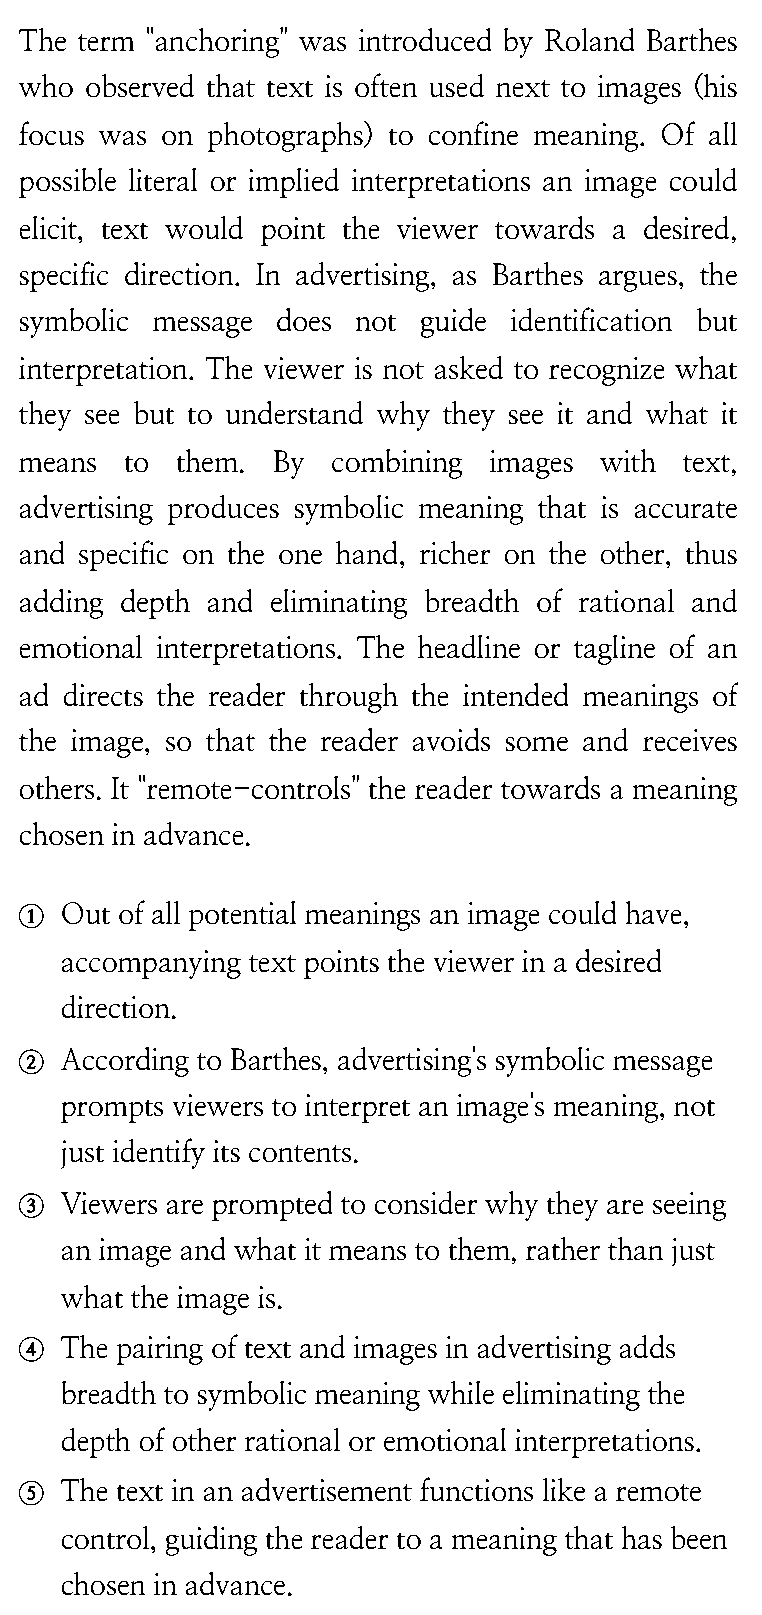 The term "anchoring" was introduced by Roland Barthes
who observed that text is often used next to images (his
focus was on photographs) to confine meaning. Of all
possible literal or implied interpretations an image could
elicit, text would point the viewer towards a desired,
specific direction. In advertising, as Barthes argues, the
symbolic message does not guide identification but
interpretation. The viewer is not asked to recognize what
they see but to understand why they see it and what it
means to them. By combining images with text,
advertising produces symbolic meaning that is accurate
and specific on the one hand, richer on the other, thus
adding depth and eliminating breadth of rational and
emotional interpretations. The headline or tagline of an
ad directs the reader through the intended meanings of
the image, so that the reader avoids some and receives
others. It "remote-controls" the reader towards a meaning
chosen in advance.
① Out of all potential meanings an image could have,
accompanying text points the viewer in a desired
direction.
② According to Barthes, advertising's symbolic message
prompts viewers to interpret an image's meaning, not
just identify its contents.
③ Viewers are prompted to consider why they are seeing
an image and what it means to them, rather than just
what the image is.
④ The pairing of text and images in advertising adds
breadth to symbolic meaning while eliminating the
depth of other rational or emotional interpretations.
⑤ The text in an advertisement functions like a remote
control, guiding the reader to a meaning that has been
chosen in advance.